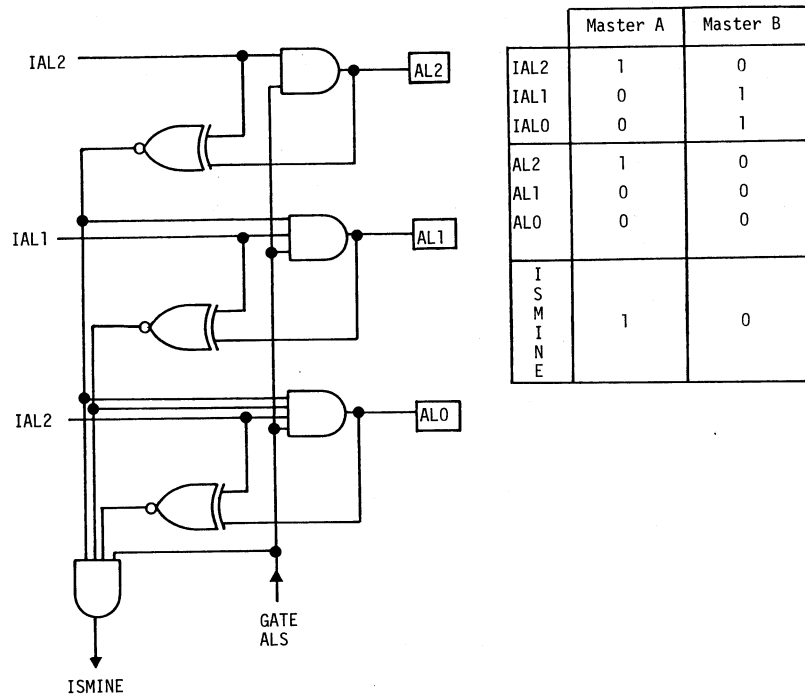 IAL2
AL2
IAL1
AL1
IAL2
AL0
GATE
ALS
ISMINE
Master A Master B
IAL2 1 0
IAL1 0 1
IAL0 0 1
AL2 1 0
AL1 0 0
AL0 0 0
I
S
M
I
N
E
1 0